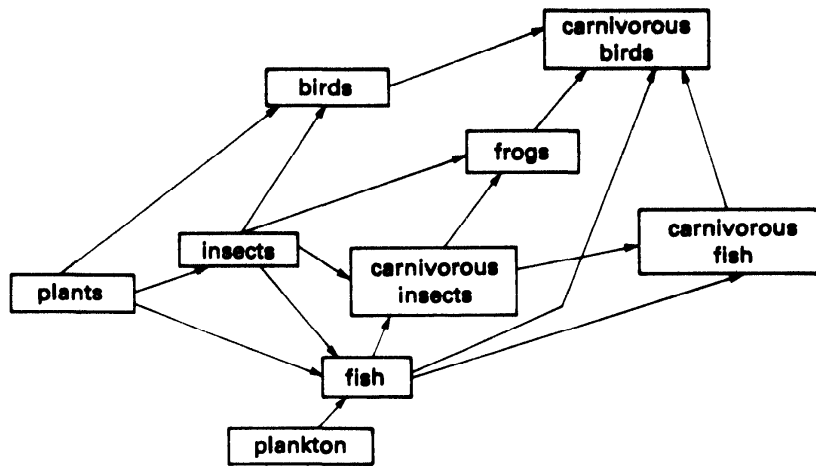 carnivorous
birds
birds
frogs
insects
carnivorous
insects
carnivorous
fish
plants
fish
plankton